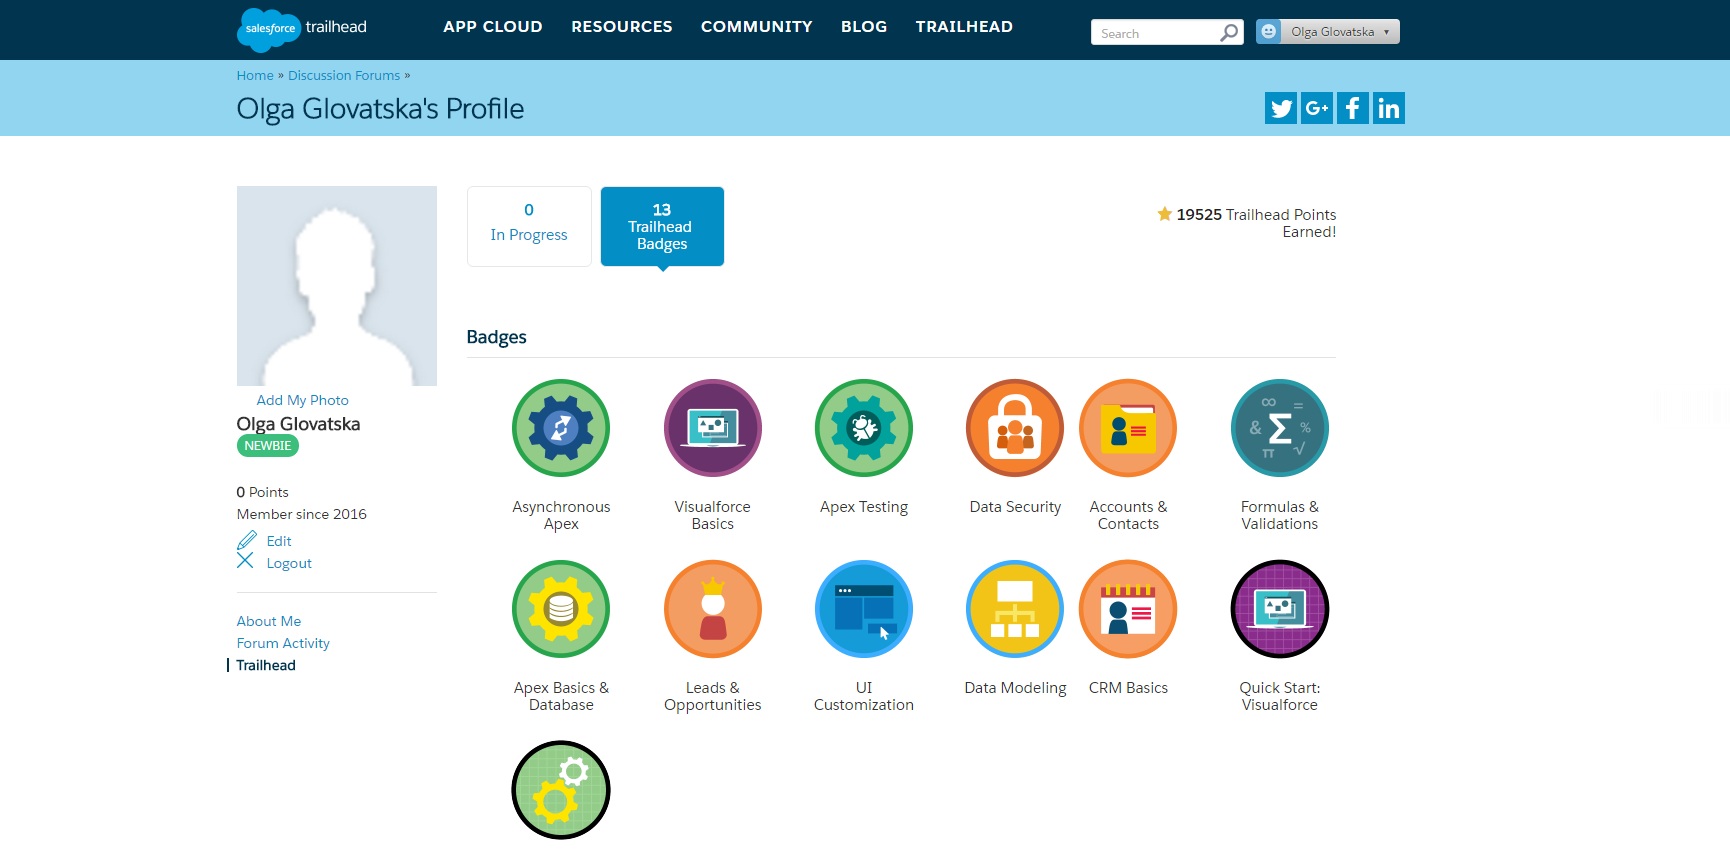 salesforce trailhead
APP CLOUD RESOURCES COMMUNITY BLOG TRAILHEAD
Search
Olga Glovatska ▼
Home » Discussion Forums »
Olga Glovatska's Profile
G+ f in
0
In Progress
13
Trailhead
Badges
19525 Trailhead Points
Earned!
Badges
Add My Photo
Olga Glovatska
NEWBIE
0 Points
Member since 2016
Edit
Logout
About Me
Forum Activity
Trailhead
∞ =
& Σ %
π √
Asynchronous
Apex
Visualforce
Basics
Apex Testing
Data Security
Accounts &
Contacts
Formulas &
Validations
Apex Basics &
Database
Leads &
Opportunities
UI
Customization
Data Modeling
CRM Basics
Quick Start:
Visualforce